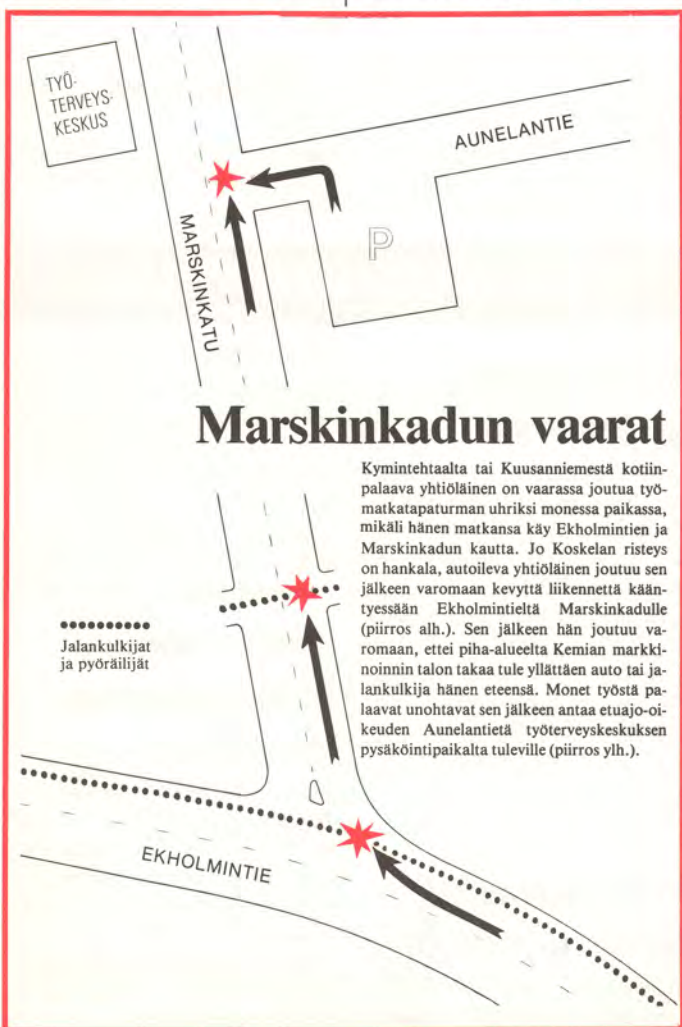 TYÖ-
TERVEYS-
KESKUS
AUNELANTIE
P
MARSKINKATU
Marskinkadun vaarat
Kymintehtaalta tai Kuusanniemestä kotiin-
palaava yhtiöläinen on vaarassa joutua työ-
matkatapaturman uhriksi monessa paikassa,
mikäli hänen matkansa käy Ekholmintien ja
Marskinkadun kautta. Jo Koskelan risteys
on hankala, autoileva yhtiöläinen joutuu sen
jälkeen varomaan kevyttä liikennettä kään-
tyessään Ekholmintieltä Marskinkadulle
(piirros alh.). Sen jälkeen hän joutuu va-
romaan, ettei piha-alueelta Kemian markki-
noinnin talon takaa tule yllättäen auto tai ja-
lankulkija hänen eteensä. Monet työstä pa-
laavat unohtavat sen jälkeen antaa etuajo-oi-
keuden Aunelantietä työterveyskeskuksen
pysäköintipaikalta tuleville (piirros ylh.).
Jalankulkijat
ja pyöräilijät
EKHOLMINTIE